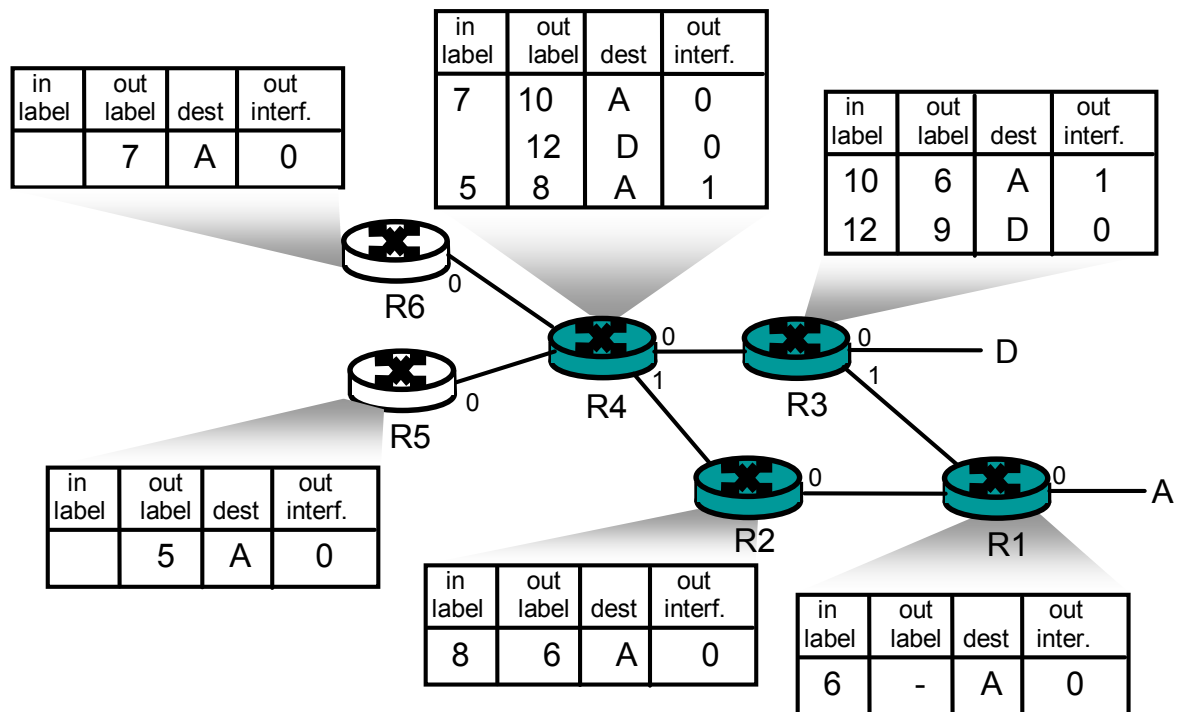 in out out
label label dest interf.
7 10 A 0
12 D 0
5 8 A 1
in out out
label label dest interf.
7 A 0
in out out
label label dest interf.
10 6 A 1
12 9 D 0
0
R6
0
R5
0
1
R4
0
1
R3
D
in out out
label label dest interf.
5 A 0
0
R2
0
R1
A
in out out
label label dest interf.
8 6 A 0
in out out
label label dest inter.
6 - A 0